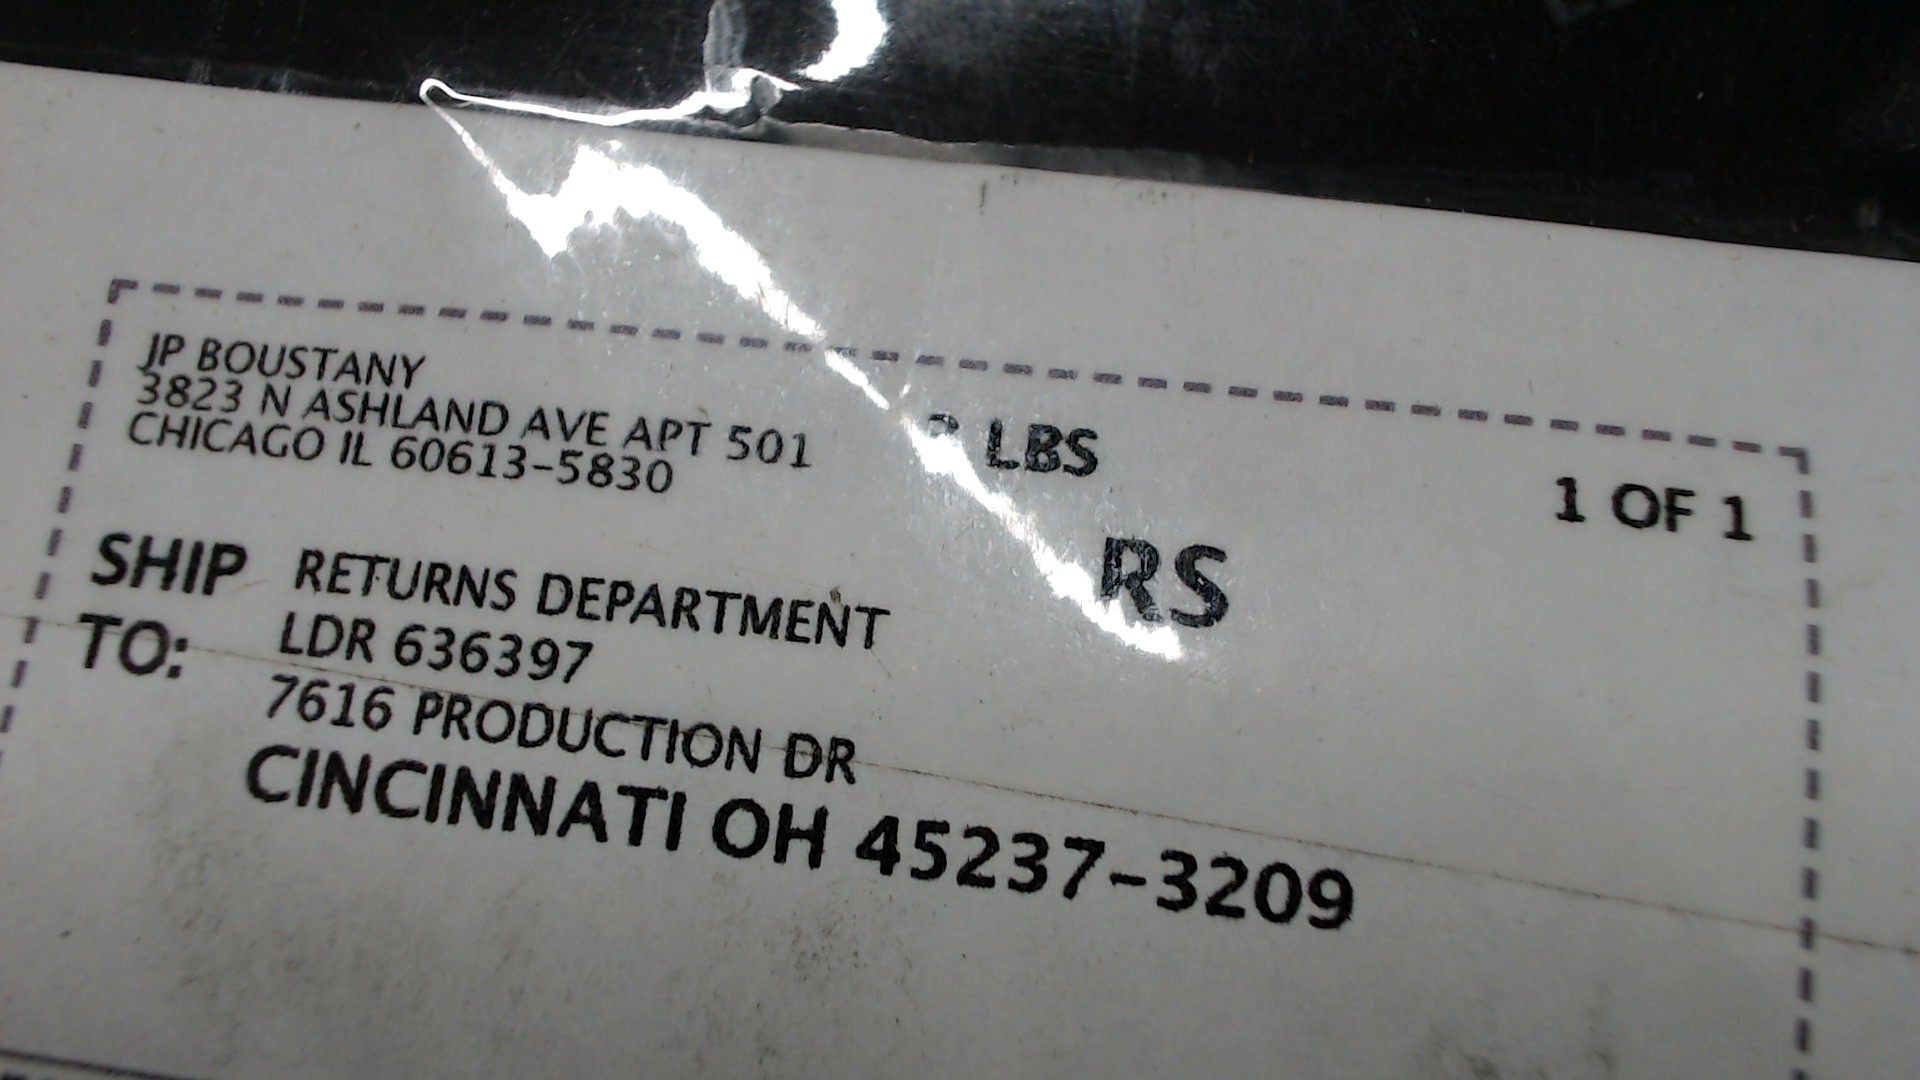 JP BOUSTANY
3823 N ASHLAND AVE APT 501
CHICAGO IL 60613-5830
LBS
1 OF 1
RS
SHIP TO:
RETURNS DEPARTMENT
LDR 636397
7616 PRODUCTION DR
CINCINNATI OH 45237-3209